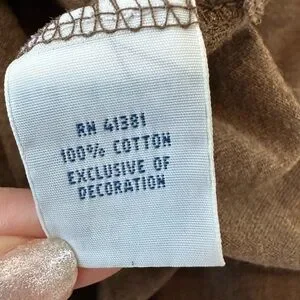 RN 41381
100% COTTON
EXCLUSIVE OF
DECORATION